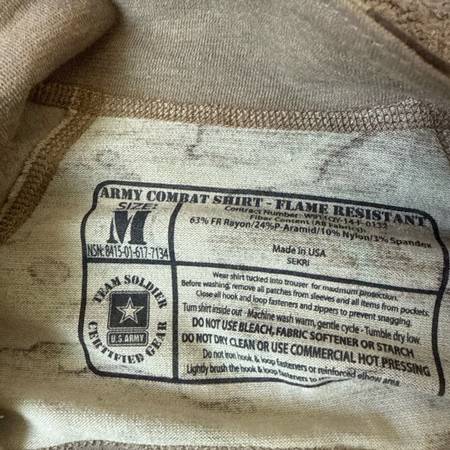 ARMY COMBAT SHIRT - FLAME RESISTANT
SIZE:
M
NSN: 8415-01-617-7134
Contract Number:
Fiber Content
63% FR Rayon/24% P-Aramid/10% Nylon/3% Spandex
Made in USA
SEKRI
TEAM SOLDIER
U.S. ARMY
CERTIFIED GEAR
Wear shirt tucked into trouser for maximum protection.
Before washing, remove all patches from sleeves and all items from pockets.
Close all hook and loop fasteners and zippers to prevent snagging.
Turn shirt inside out - Machine wash warm, gentle cycle - Tumble dry low.
DO NOT USE BLEACH, FABRIC SOFTENER OR STARCH
DO NOT DRY CLEAN OR USE COMMERCIAL HOT PRESSING
Do not iron hook & loop fasteners or reinforced elbow area
Lightly brush the hook & loop fasteners to